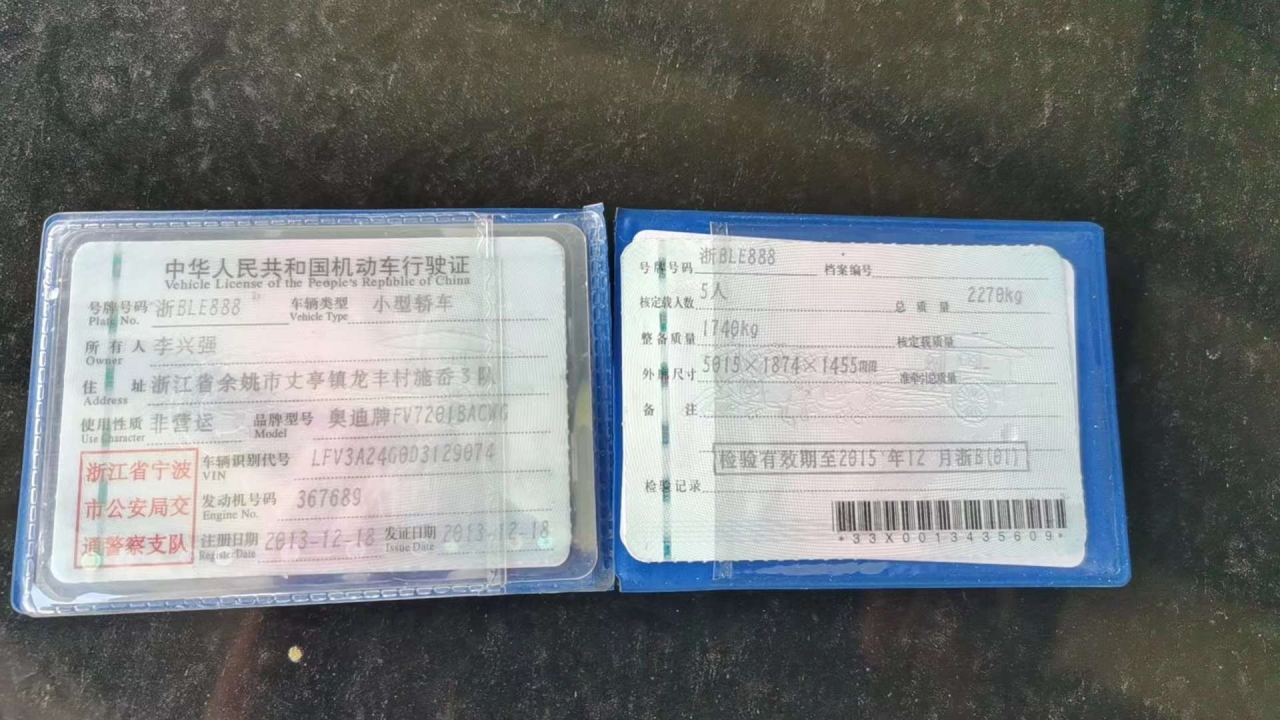 中华人民共和国机动车行驶证
Vehicle License of the People's Republic of China
号牌号码 浙BLE888 车辆类型 小型轿车
Plate No. Vehicle Type
所有人 李兴强
Owner
住 址 浙江省余姚市丈亭镇龙丰村施岙3队
Address
使用性质 非营运 品牌型号 奥迪牌FV7201BACWG
Use Character Model
浙江省宁波
市公安局交
通警察支队
车辆识别代号 LFV3A24G0D3129074
VIN
发动机号码 367689
Engine No.
注册日期 2013-12-18 发证日期 2013-12-18
Register Date Issue Date
号牌号码 浙BLE888 档案编号
核定载人数 5人 总质量 2270kg
整备质量 1740kg 核定载质量
外廓尺寸 5015×1874×1455mm 准牵引总质量
备 注
检验有效期至2015年12月浙B(01)
检验记录
*33X0013435609*